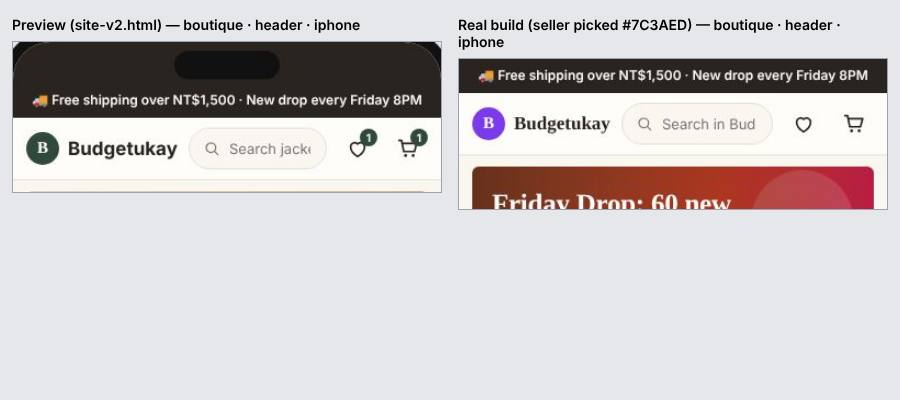 Preview (site-v2.html) — boutique · header · iphone
🚚 Free shipping over NT$1,500 · New drop every Friday 8PM
B Budgetukay Search jacke 1 1
Real build (seller picked #7C3AED) — boutique · header ·
iphone
🚚 Free shipping over NT$1,500 · New drop every Friday 8PM
B Budgetukay Search in Bud
Friday Drop: 60 new